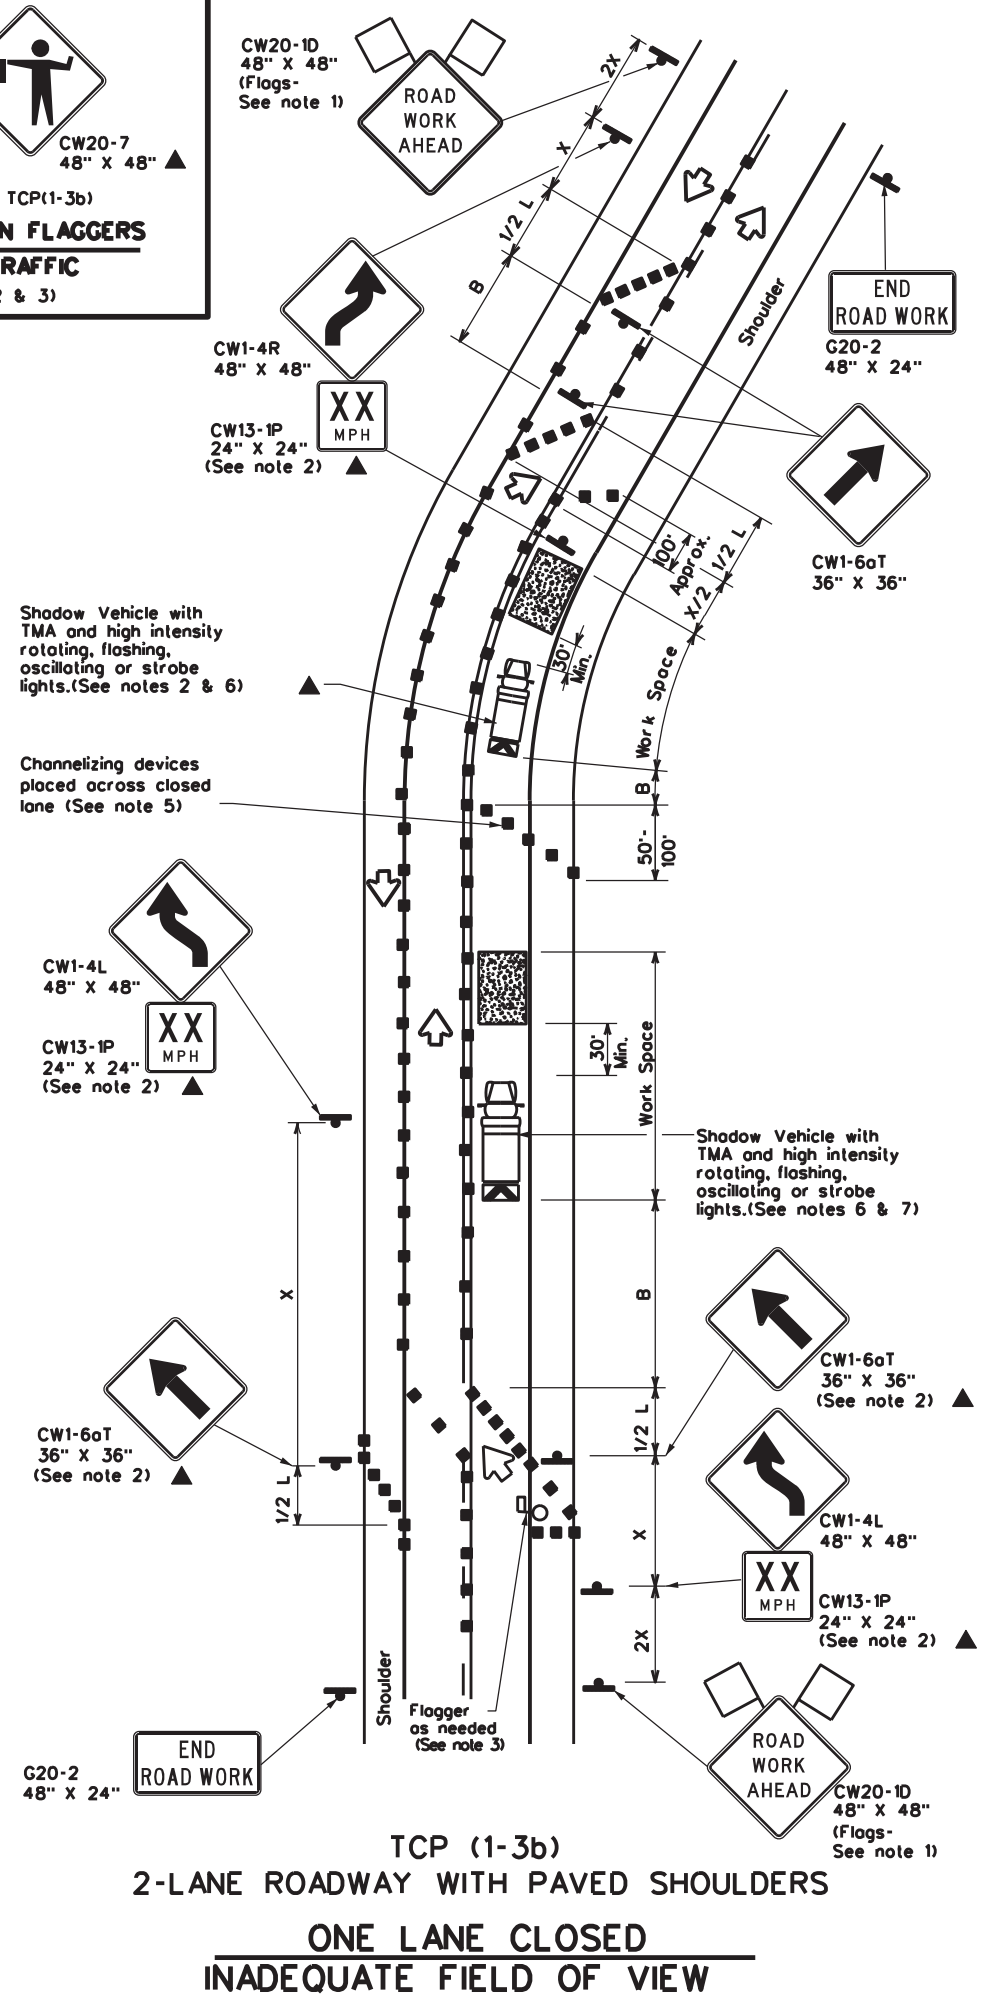 CW20-7
48" X 48"
TCP(1-3b)
N FLAGGERS
RAFFIC
2 & 3)
CW20-1D
48" X 48"
(Flags-
See note 1)
ROAD
WORK
AHEAD
2X
X
1/2 L
B
CW1-4R
48" X 48"
XX
MPH
CW13-1P
24" X 24"
(See note 2)
Shoulder
END
ROAD WORK
G20-2
48" X 24"
CW1-6aT
36" X 36"
100'
Approx.
1/2 L
X/2
30'
Min.
Work Space
B
50'-
100'
Shadow Vehicle with
TMA and high intensity
rotating, flashing,
oscillating or strobe
lights.(See notes 2 & 6)
Channelizing devices
placed across closed
lane (See note 5)
CW1-4L
48" X 48"
XX
MPH
CW13-1P
24" X 24"
(See note 2)
30'
Min.
Work Space
Shadow Vehicle with
TMA and high intensity
rotating, flashing,
oscillating or strobe
lights.(See notes 6 & 7)
X
B
CW1-6aT
36" X 36"
(See note 2)
1/2 L
CW1-6aT
36" X 36"
(See note 2)
1/2 L
X
CW1-4L
48" X 48"
XX
MPH
CW13-1P
24" X 24"
(See note 2)
2X
Shoulder
Flagger
as needed
(See note 3)
END
ROAD WORK
G20-2
48" X 24"
ROAD
WORK
AHEAD
CW20-1D
48" X 48"
(Flags-
See note 1)
TCP (1-3b)
2-LANE ROADWAY WITH PAVED SHOULDERS
ONE LANE CLOSED
INADEQUATE FIELD OF VIEW